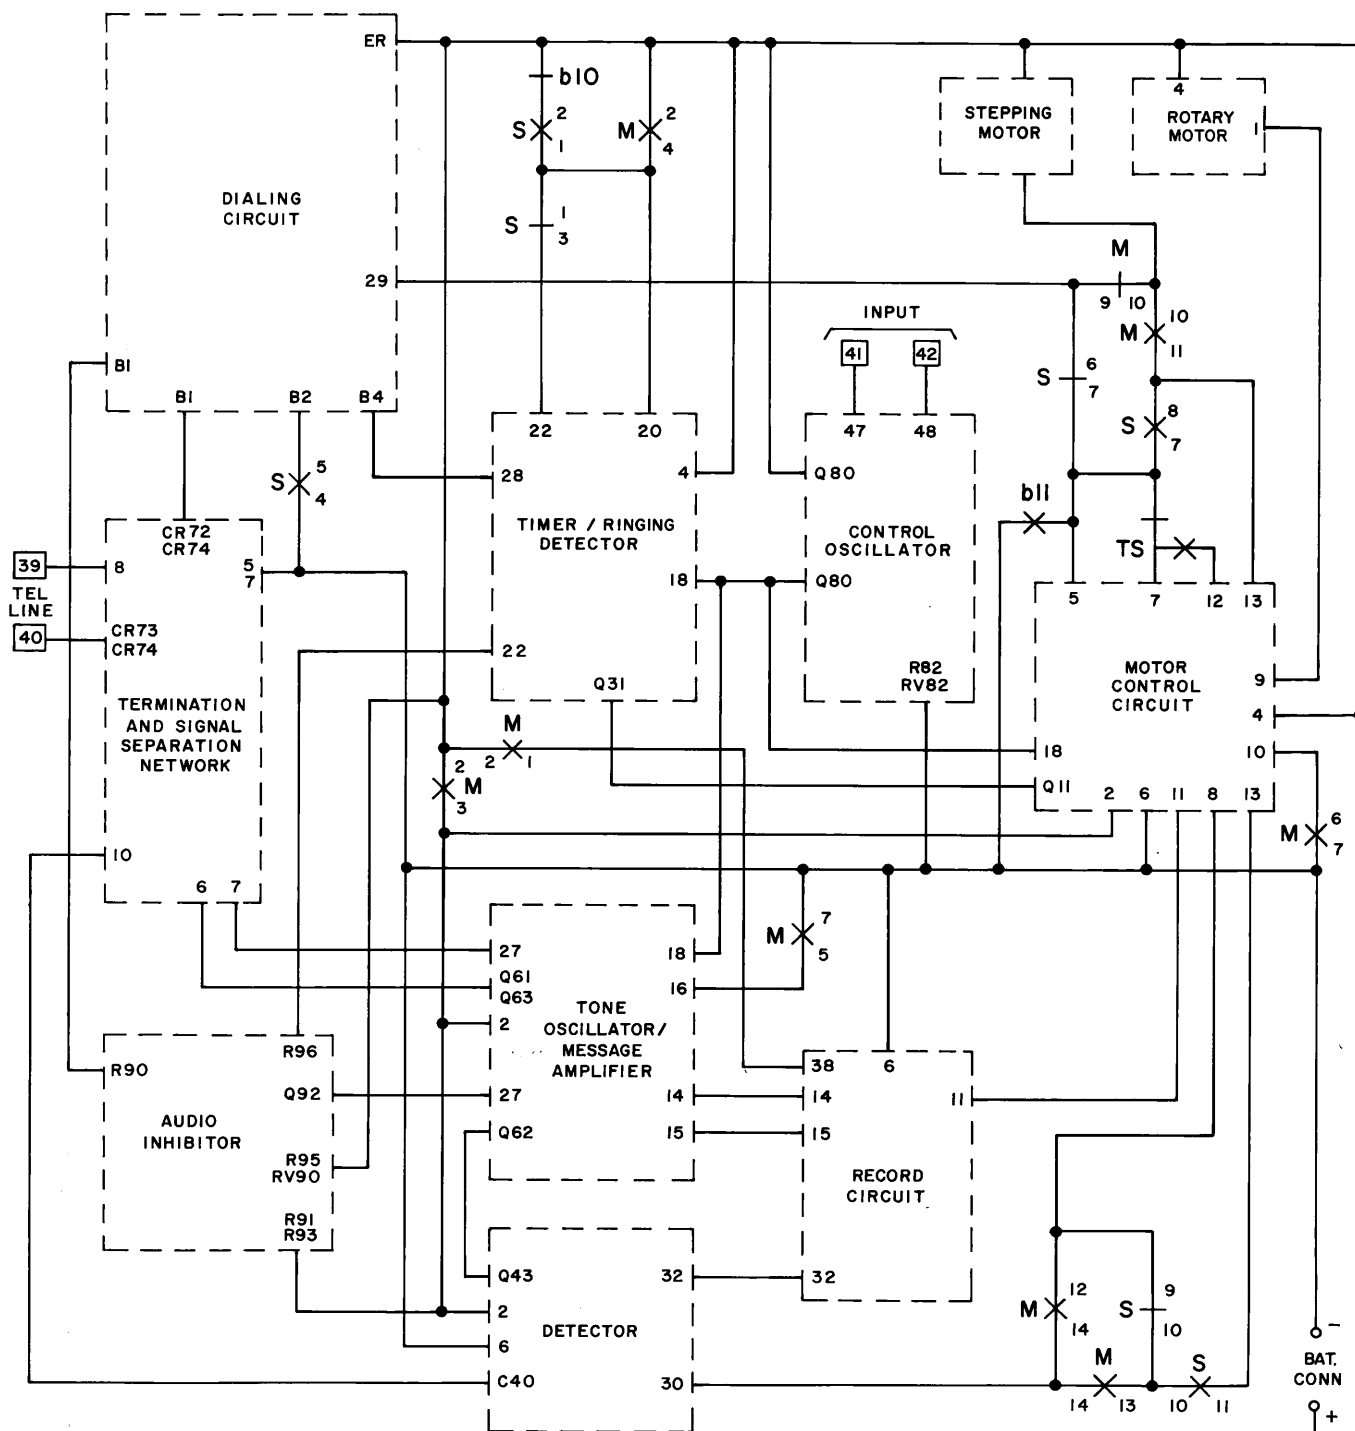 ER
b10
S 2 1
M 2 4
STEPPING
MOTOR
4
ROTARY
MOTOR
1
DIALING
CIRCUIT
S 1 3
29
M
9 10
INPUT
41 42
M 10 11
B1
B1 B2 B4
S 6 7
S 8 7
22 20
47 48
S 5 4
28
4
Q80
b11
TIMER / RINGING
DETECTOR
CONTROL
OSCILLATOR
CR72
CR74
TS
39
8
5
7
18
Q80
5 7 12 13
TEL
LINE
40
CR73
CR74
22
Q31
R82
RV82
MOTOR
CONTROL
CIRCUIT
9
4
TERMINATION
AND SIGNAL
SEPARATION
NETWORK
M
2 1
18
10
2 M
3
Q11
2 6 11 8 13
M 6 7
10
6 7
M 7 5
27
18
Q61
Q63
16
2
TONE
OSCILLATOR/
MESSAGE
AMPLIFIER
R96
R90
38 6
Q92
27
14
14
11
AUDIO
INHIBITOR
Q62
15
15
R95
RV90
RECORD
CIRCUIT
R91
R93
Q43
32
32
M 12 14
S 9 10
2
DETECTOR
6
C40
30
M
14 13
S
10 11
−
BAT.
CONN
+